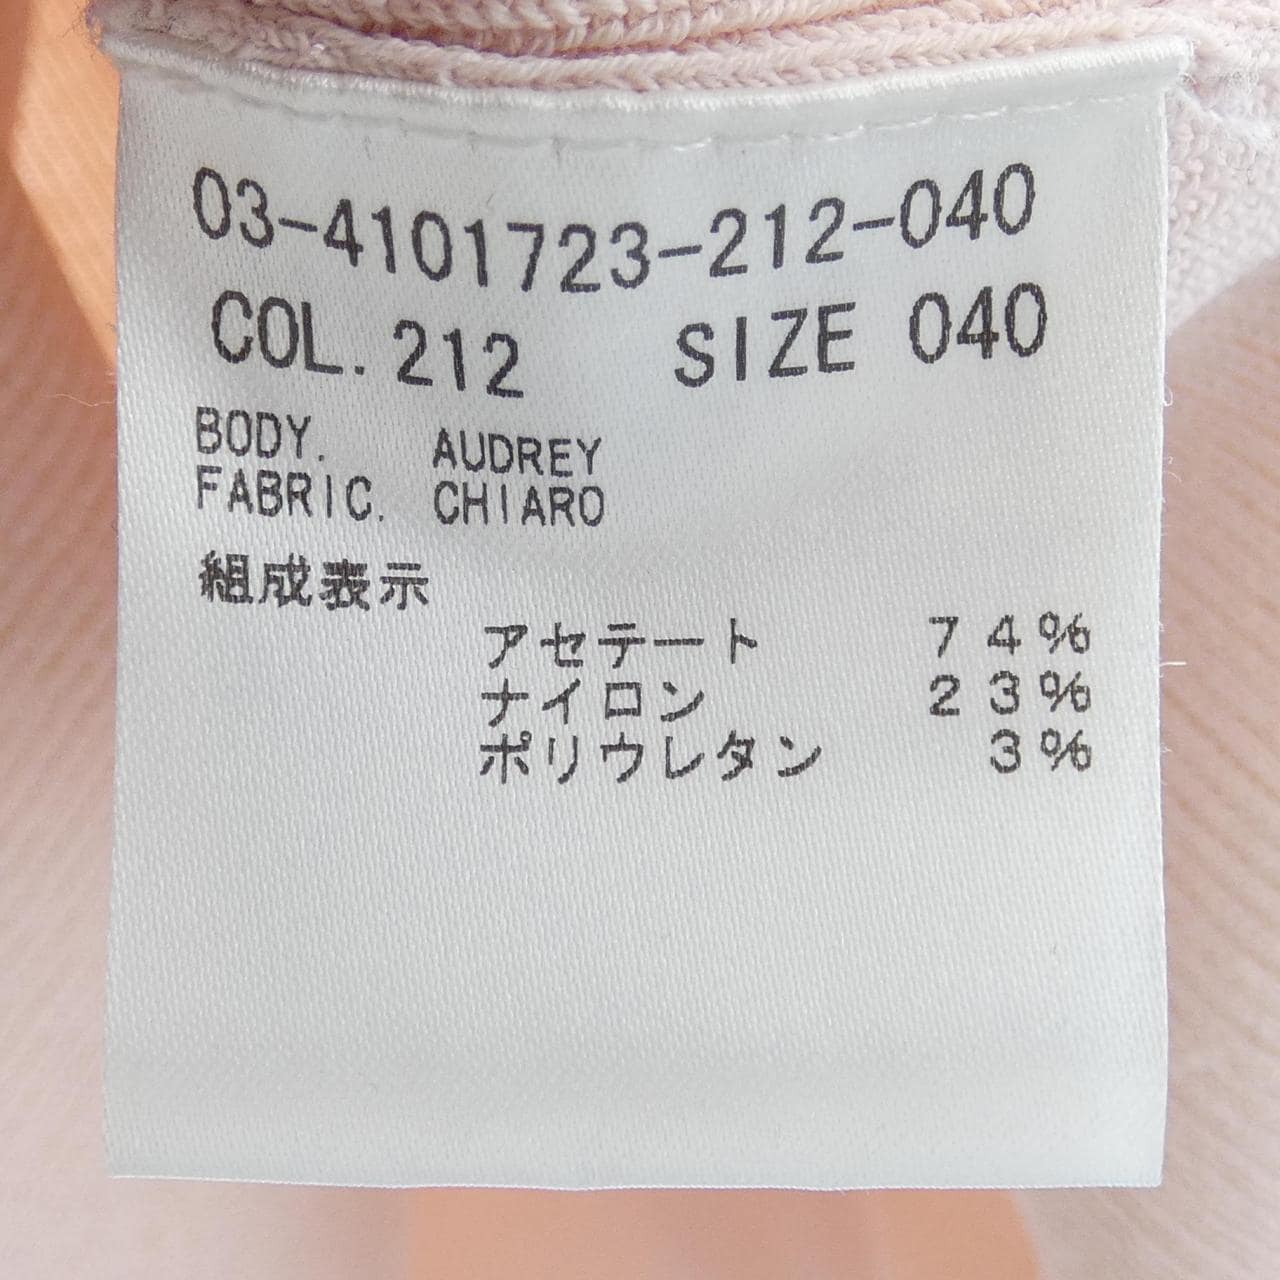 03-4101723-212-040
COL. 212 SIZE 040
BODY. AUDREY
FABRIC. CHIARO
組成表示
アセテート 74%
ナイロン 23%
ポリウレタン 3%